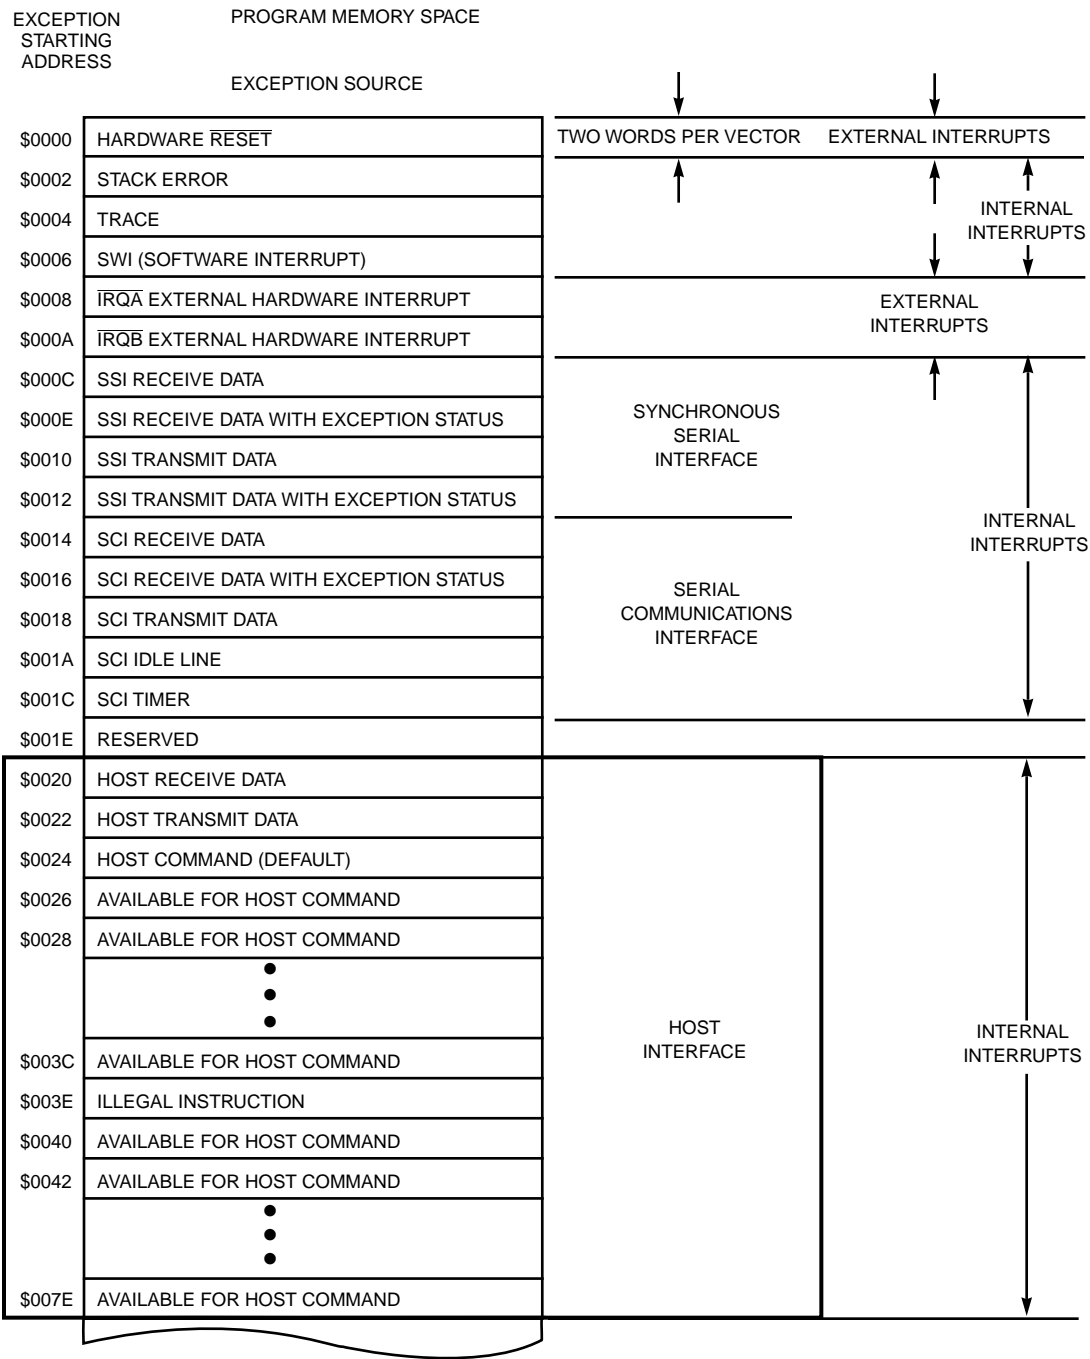 EXCEPTION
STARTING
ADDRESS
PROGRAM MEMORY SPACE
EXCEPTION SOURCE
$0000 HARDWARE RESET TWO WORDS PER VECTOR EXTERNAL INTERRUPTS
$0002 STACK ERROR
$0004 TRACE
INTERNAL
INTERRUPTS
$0006 SWI (SOFTWARE INTERRUPT)
$0008 IRQA EXTERNAL HARDWARE INTERRUPT
$000A IRQB EXTERNAL HARDWARE INTERRUPT
EXTERNAL
INTERRUPTS
$000C SSI RECEIVE DATA
$000E SSI RECEIVE DATA WITH EXCEPTION STATUS
$0010 SSI TRANSMIT DATA
$0012 SSI TRANSMIT DATA WITH EXCEPTION STATUS
SYNCHRONOUS
SERIAL
INTERFACE
$0014 SCI RECEIVE DATA
$0016 SCI RECEIVE DATA WITH EXCEPTION STATUS
$0018 SCI TRANSMIT DATA
$001A SCI IDLE LINE
$001C SCI TIMER
SERIAL
COMMUNICATIONS
INTERFACE
INTERNAL
INTERRUPTS
$001E RESERVED
$0020 HOST RECEIVE DATA
$0022 HOST TRANSMIT DATA
$0024 HOST COMMAND (DEFAULT)
$0026 AVAILABLE FOR HOST COMMAND
$0028 AVAILABLE FOR HOST COMMAND
$003C AVAILABLE FOR HOST COMMAND
$003E ILLEGAL INSTRUCTION
$0040 AVAILABLE FOR HOST COMMAND
$0042 AVAILABLE FOR HOST COMMAND
$007E AVAILABLE FOR HOST COMMAND
HOST
INTERFACE
INTERNAL
INTERRUPTS